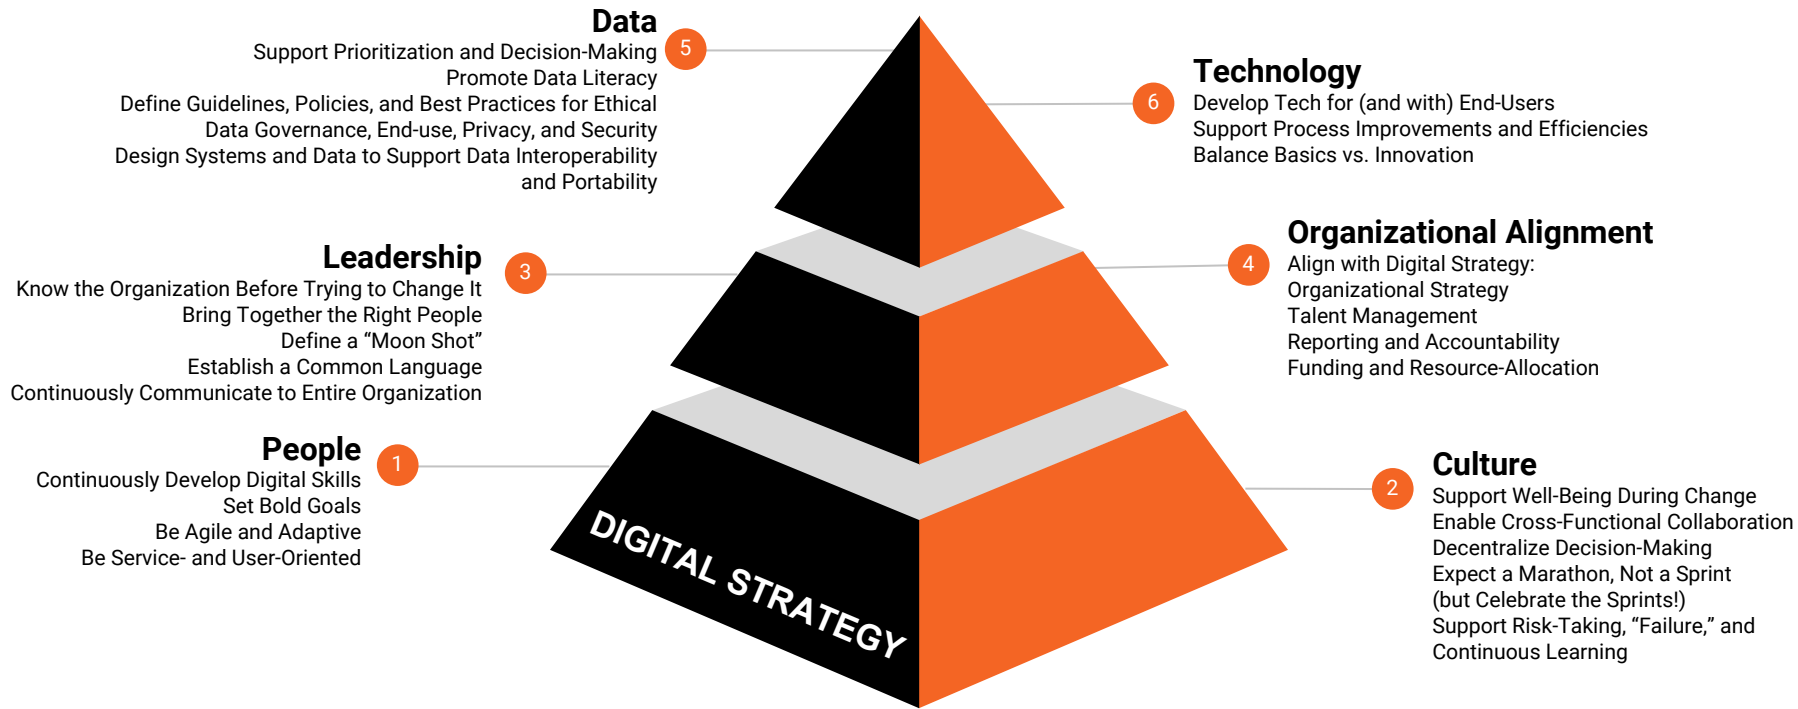 Data
Support Prioritization and Decision-Making
Promote Data Literacy
Define Guidelines, Policies, and Best Practices for Ethical
Data Governance, End-use, Privacy, and Security
Design Systems and Data to Support Data Interoperability
and Portability
5
6
Technology
Develop Tech for (and with) End-Users
Support Process Improvements and Efficiencies
Balance Basics vs. Innovation
Leadership
Know the Organization Before Trying to Change It
Bring Together the Right People
Define a “Moon Shot”
Establish a Common Language
Continuously Communicate to Entire Organization
3
4
Organizational Alignment
Align with Digital Strategy:
Organizational Strategy
Talent Management
Reporting and Accountability
Funding and Resource-Allocation
People
Continuously Develop Digital Skills
Set Bold Goals
Be Agile and Adaptive
Be Service- and User-Oriented
1
2
Culture
Support Well-Being During Change
Enable Cross-Functional Collaboration
Decentralize Decision-Making
Expect a Marathon, Not a Sprint
(but Celebrate the Sprints!)
Support Risk-Taking, “Failure,” and
Continuous Learning
DIGITAL STRATEGY